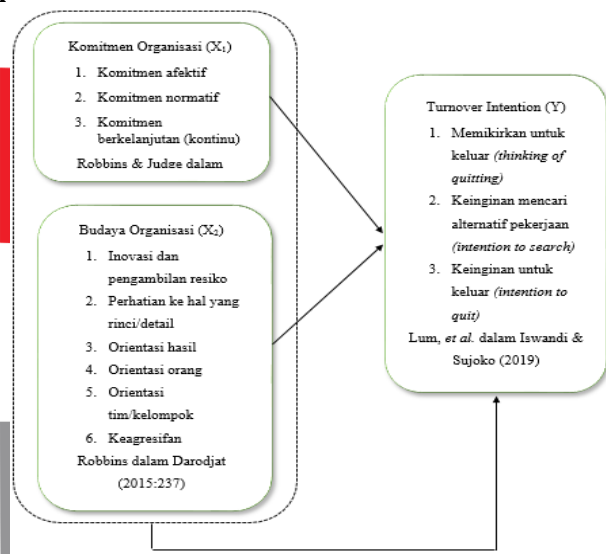 Komitmen Organisasi (X₁)
1. Komitmen afektif
2. Komitmen normatif
3. Komitmen
berkelanjutan (kontinu)
Robbins & Judge dalam
Budaya Organisasi (X₂)
1. Inovasi dan
pengambilan resiko
2. Perhatian ke hal yang
rinci/detail
3. Orientasi hasil
4. Orientasi orang
5. Orientasi
tim/kelompok
6. Keagresifan
Robbins dalam Darodjat
(2015:237)
Turnover Intention (Y)
1. Memikirkan untuk
keluar (thinking of
quitting)
2. Keinginan mencari
alternatif pekerjaan
(intention to search)
3. Keinginan untuk
keluar (intention to
quit)
Lum, et al. dalam Iswandi &
Sujoko (2019)